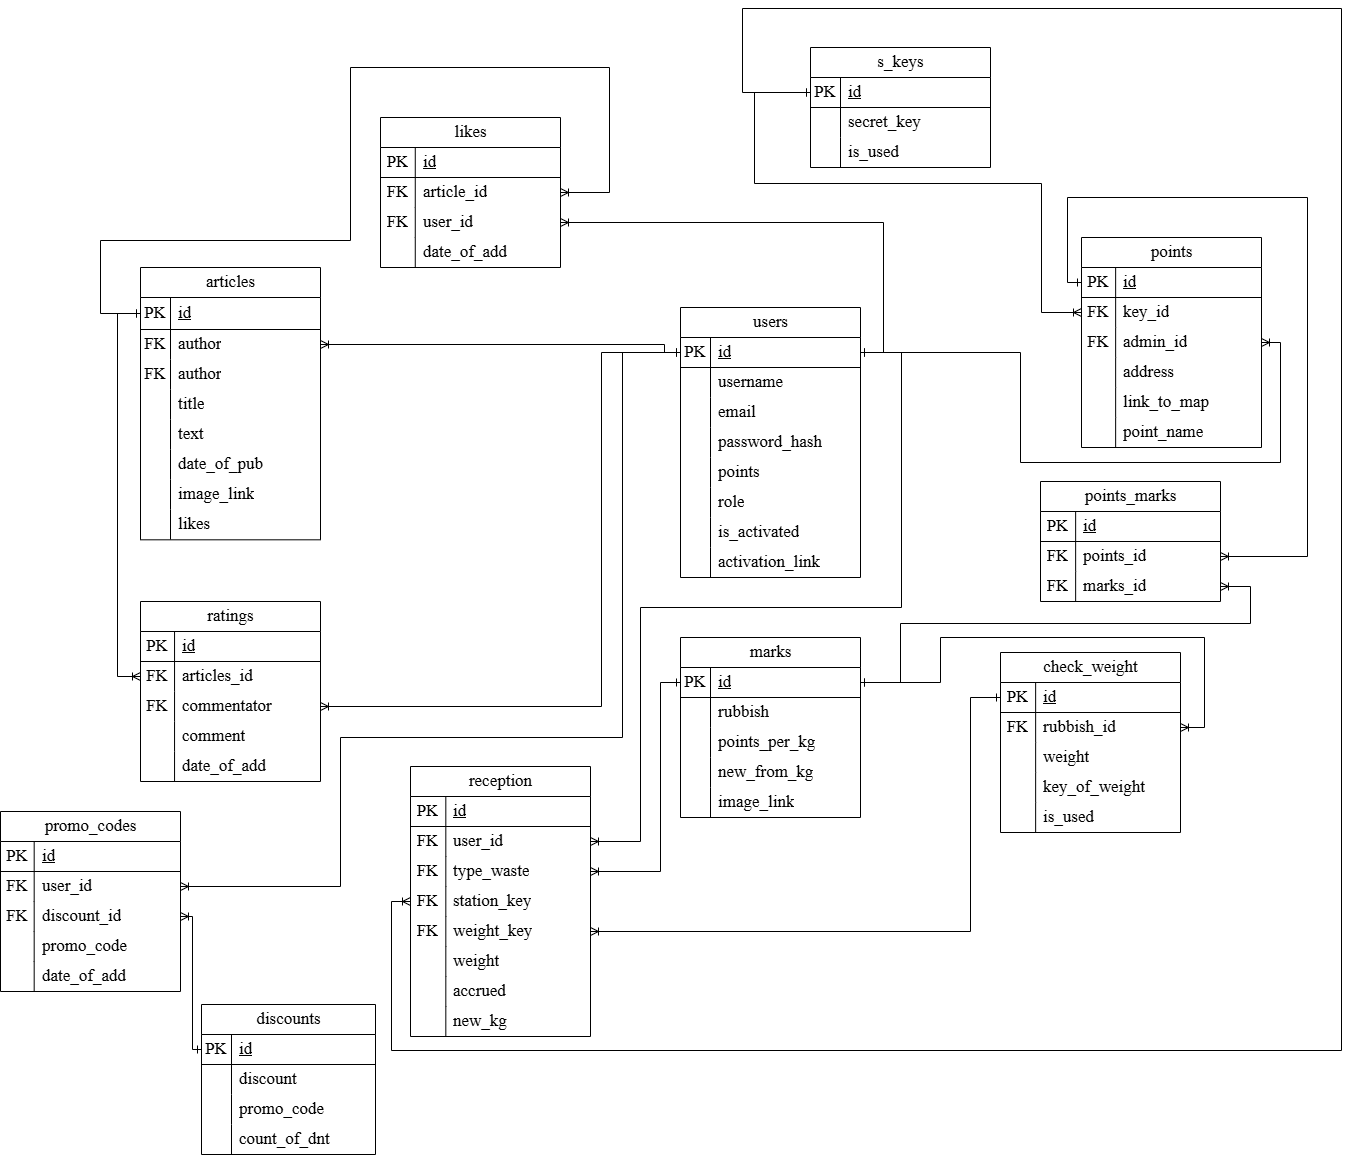 s_keys
PK id
secret_key
is_used
likes
PK id
FK article_id
FK user_id
date_of_add
points
PK id
FK key_id
FK admin_id
address
link_to_map
point_name
articles
PK id
FK author
FK author
title
text
date_of_pub
image_link
likes
users
PK id
username
email
password_hash
points
role
is_activated
activation_link
points_marks
PK id
FK points_id
FK marks_id
ratings
PK id
FK articles_id
FK commentator
comment
date_of_add
marks
PK id
rubbish
points_per_kg
new_from_kg
image_link
check_weight
PK id
FK rubbish_id
weight
key_of_weight
is_used
reception
PK id
FK user_id
FK type_waste
FK station_key
FK weight_key
weight
accrued
new_kg
promo_codes
PK id
FK user_id
FK discount_id
promo_code
date_of_add
discounts
PK id
discount
promo_code
count_of_dnt